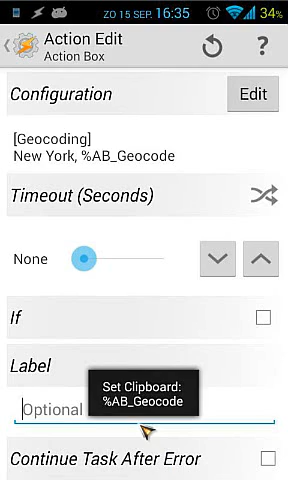 ZO 15 SEP. 16:35 34%
Action Edit
Action Box
?
Configuration
Edit
[Geocoding]
New York, %AB_Geocode
Timeout (Seconds)
None
If
Label
Set Clipboard:
%AB_Geocode
Optional
Continue Task After Error